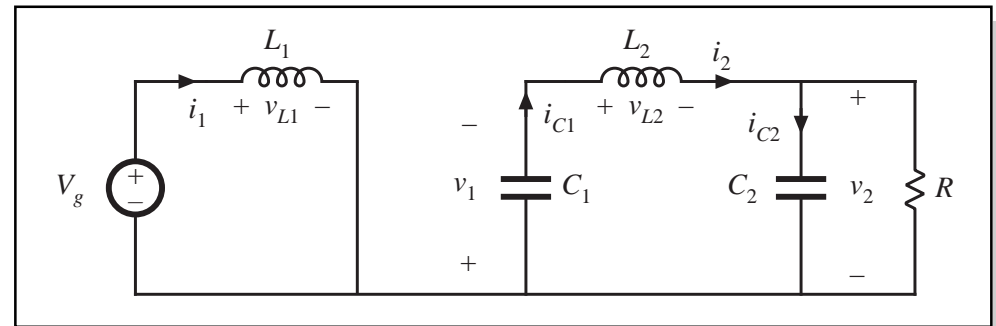 L1
L2
i2
i1
+ vL1 −
−
iC1
+ vL2 −
iC2
+
Vg
+
−
v1
C1
C2
v2
R
+
−